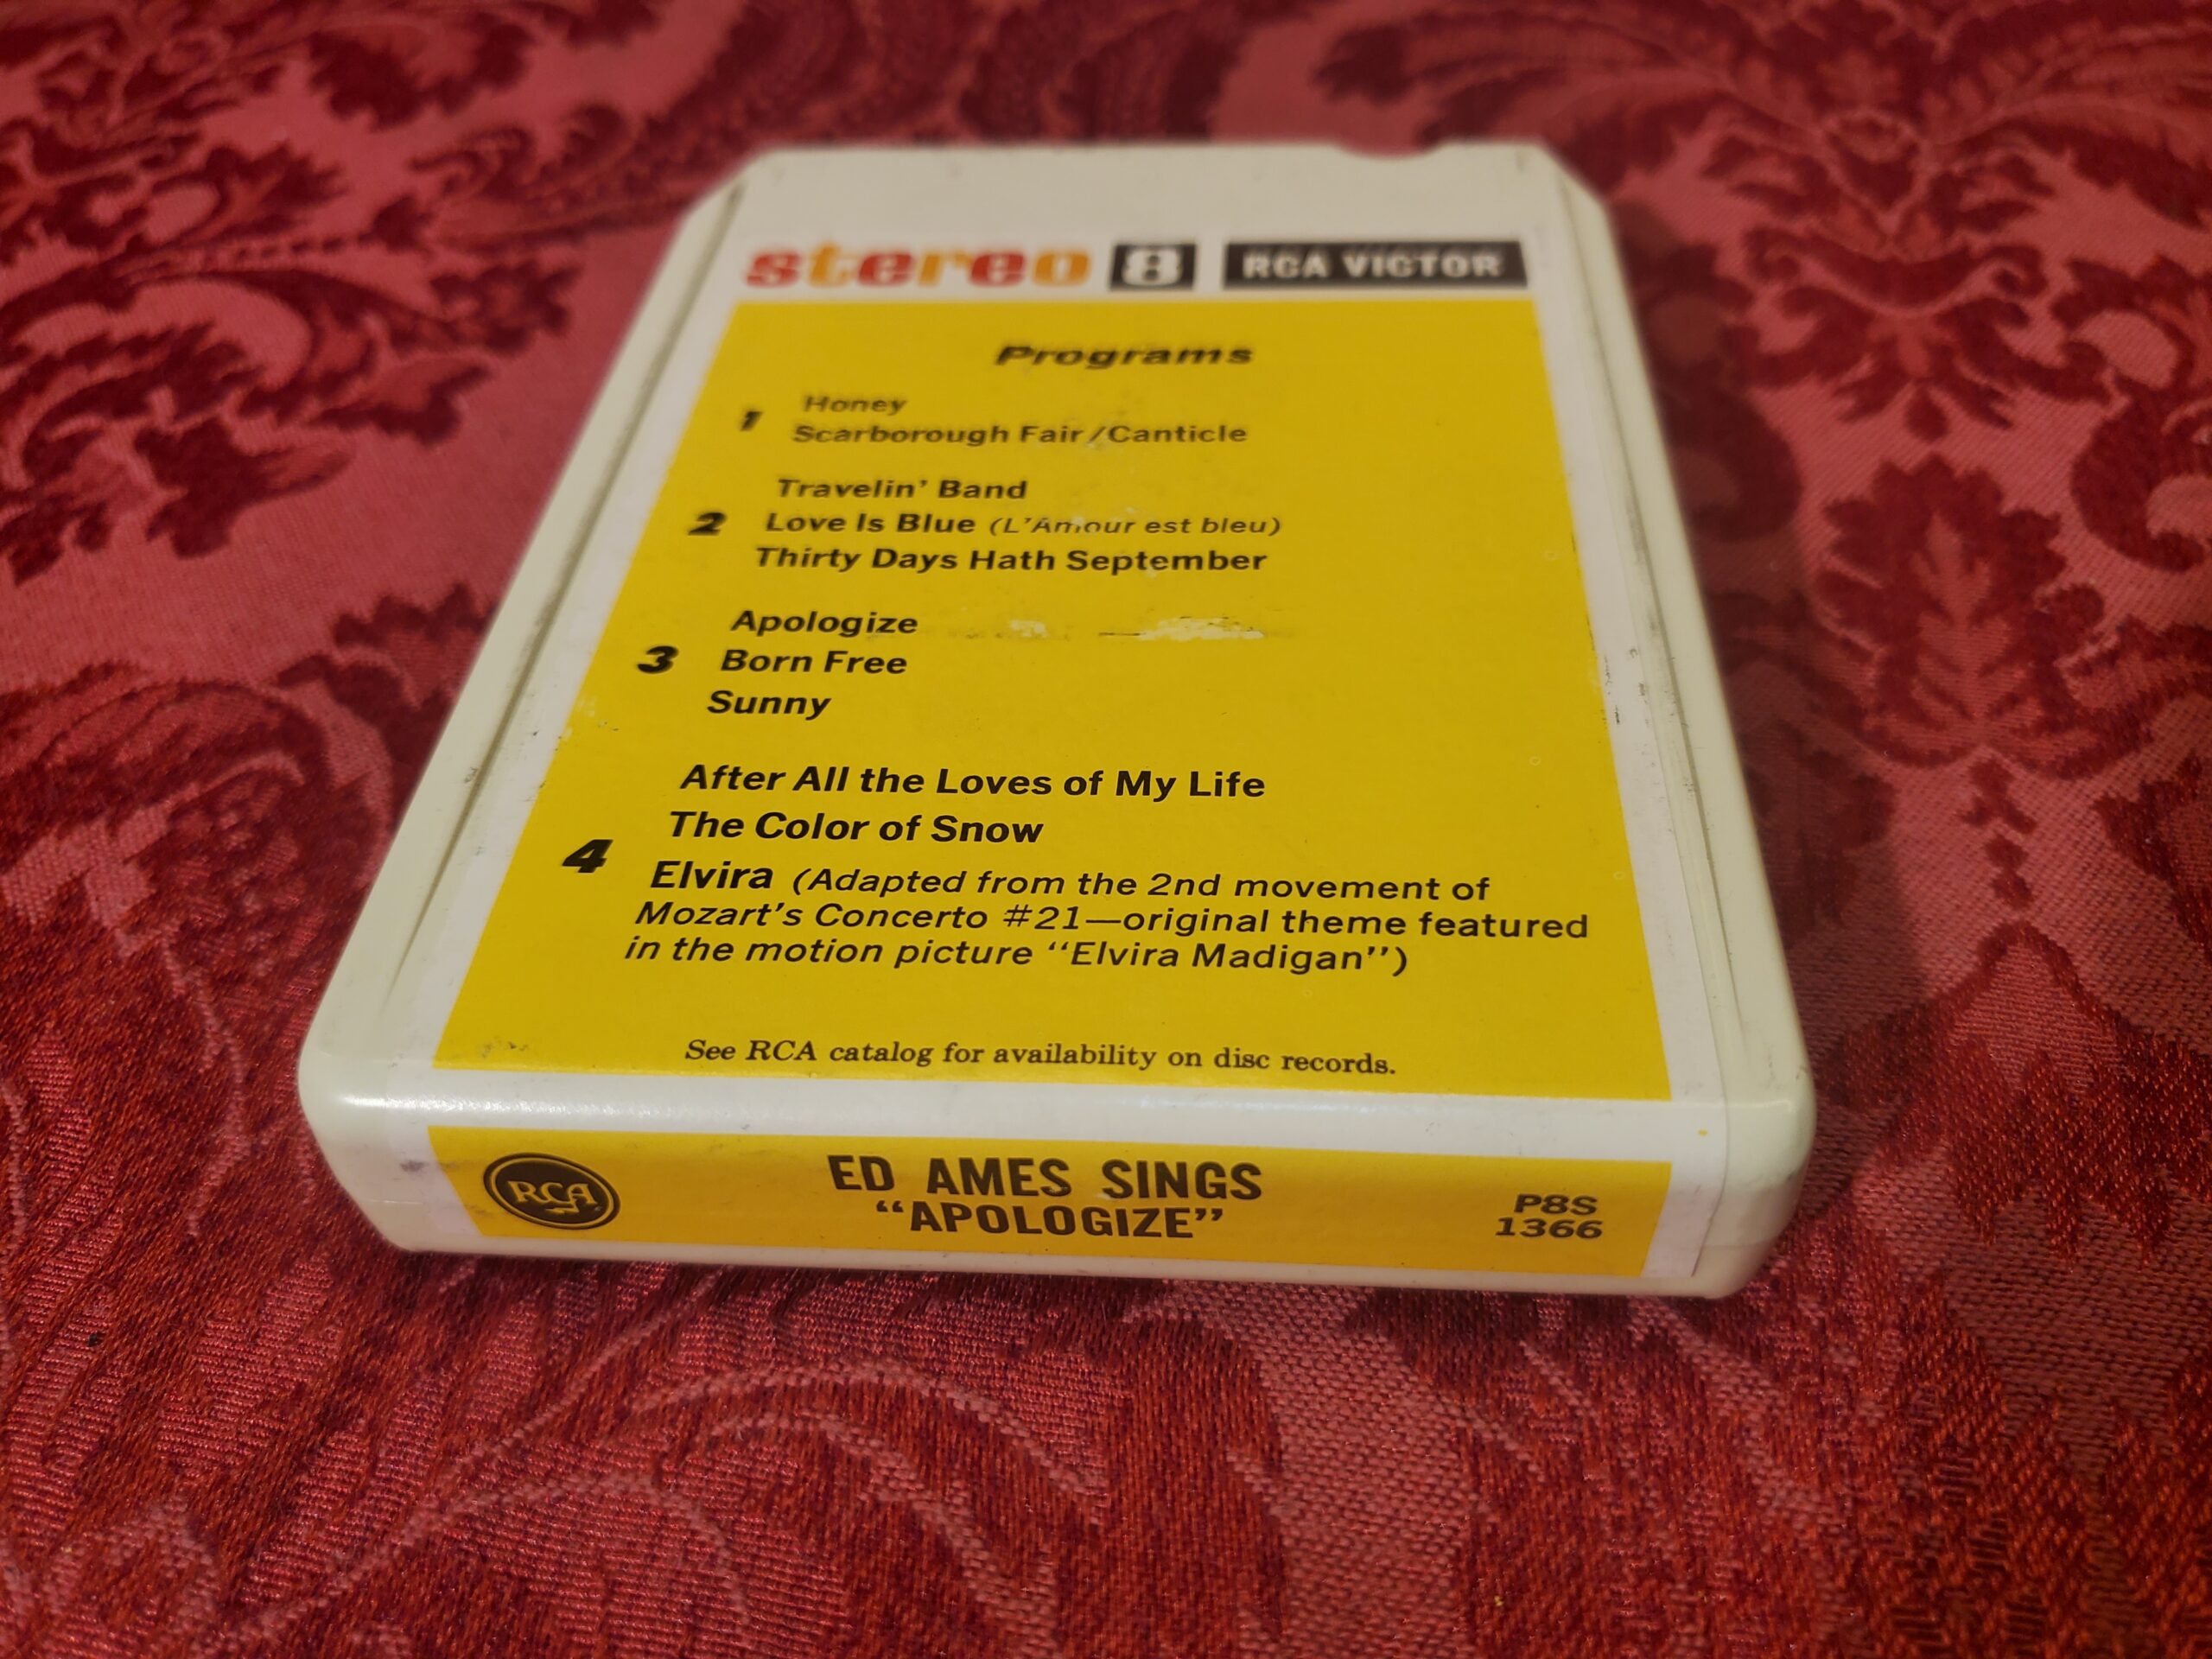 stereo 8 RCA VICTOR
Programs
1
Honey
Scarborough Fair/Canticle
2
Travelin' Band
Love Is Blue (L'Amour est bleu)
Thirty Days Hath September
3
Apologize
Born Free
Sunny
4
After All the Loves of My Life
The Color of Snow
Elvira (Adapted from the 2nd movement of
Mozart's Concerto #21—original theme featured
in the motion picture "Elvira Madigan")
See RCA catalog for availability on disc records.
RCA
ED AMES SINGS
"APOLOGIZE"
P8S
1366